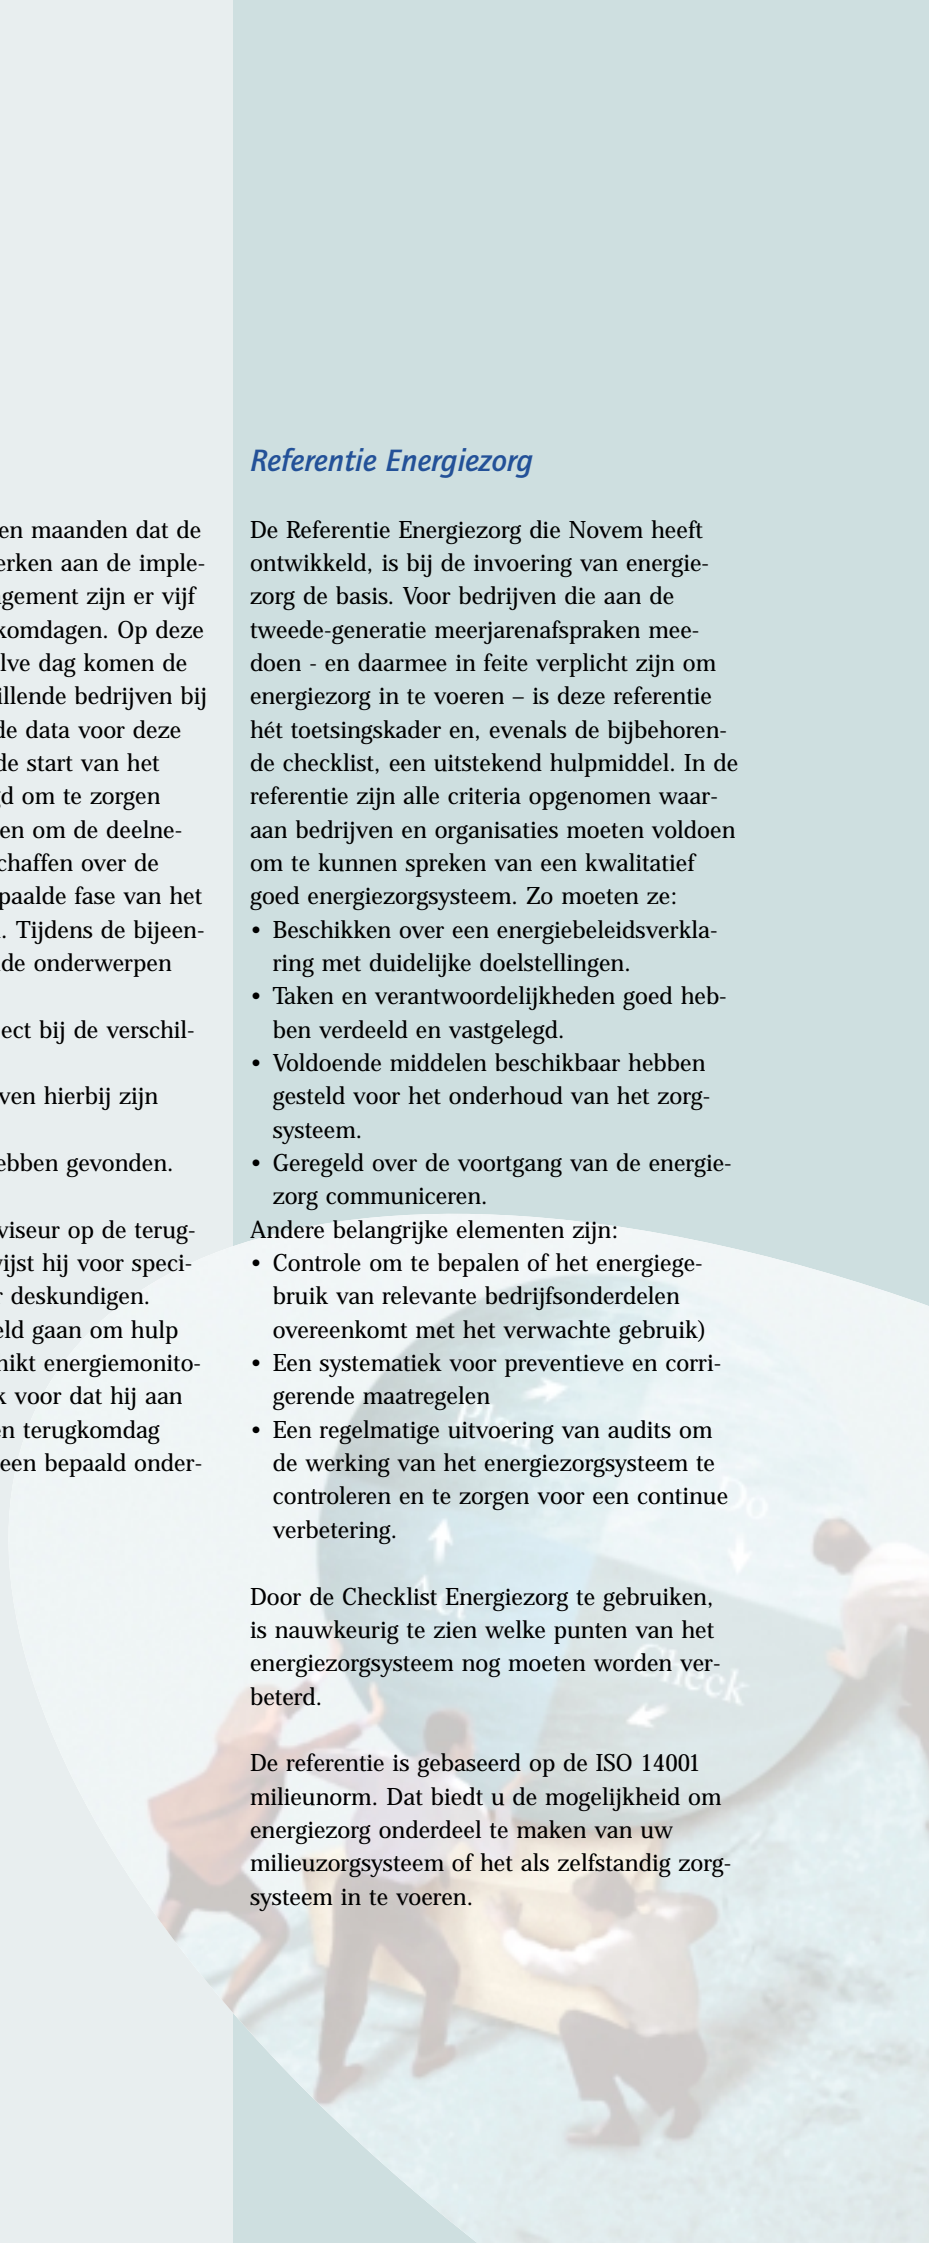 en maanden dat de
erken aan de imple-
gement zijn er vijf
komdagen. Op deze
lve dag komen de
illende bedrijven bij
de data voor deze
de start van het
gd om te zorgen
en om de deelne-
chaffen over de
paalde fase van het
. Tijdens de bijeen-
de onderwerpen
ect bij de verschil-
ven hierbij zijn
ebben gevonden.
viseur op de terug-
vijst hij voor speci-
r deskundigen.
eld gaan om hulp
hikt energiemonito-
k voor dat hij aan
en terugkomdag
een bepaald onder-
Referentie Energiezorg
De Referentie Energiezorg die Novem heeft
ontwikkeld, is bij de invoering van energie-
zorg de basis. Voor bedrijven die aan de
tweede-generatie meerjarenafspraken mee-
doen - en daarmee in feite verplicht zijn om
energiezorg in te voeren – is deze referentie
hét toetsingskader en, evenals de bijbehoren-
de checklist, een uitstekend hulpmiddel. In de
referentie zijn alle criteria opgenomen waar-
aan bedrijven en organisaties moeten voldoen
om te kunnen spreken van een kwalitatief
goed energiezorgsysteem. Zo moeten ze:
• Beschikken over een energiebeleidsverkla-
ring met duidelijke doelstellingen.
• Taken en verantwoordelijkheden goed heb-
ben verdeeld en vastgelegd.
• Voldoende middelen beschikbaar hebben
gesteld voor het onderhoud van het zorg-
systeem.
• Geregeld over de voortgang van de energie-
zorg communiceren.
Andere belangrijke elementen zijn:
• Controle om te bepalen of het energiege-
bruik van relevante bedrijfsonderdelen
overeenkomt met het verwachte gebruik)
• Een systematiek voor preventieve en corri-
gerende maatregelen
• Een regelmatige uitvoering van audits om
de werking van het energiezorgsysteem te
controleren en te zorgen voor een continue
verbetering.
Door de Checklist Energiezorg te gebruiken,
is nauwkeurig te zien welke punten van het
energiezorgsysteem nog moeten worden ver-
beterd.
De referentie is gebaseerd op de ISO 14001
milieunorm. Dat biedt u de mogelijkheid om
energiezorg onderdeel te maken van uw
milieuzorgsysteem of het als zelfstandig zorg-
systeem in te voeren.
Plan
Do
Check
Act